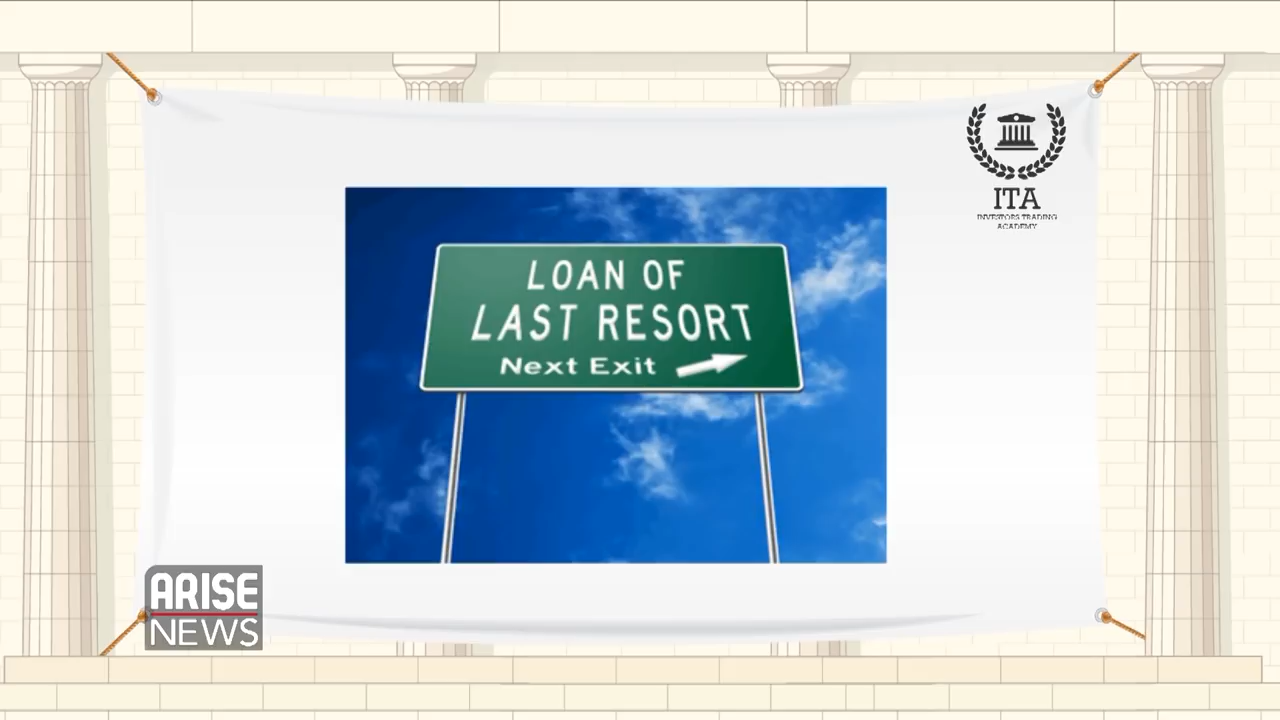 ITA
INVESTORS TRADING
ACADEMY
LOAN OF
LAST RESORT
Next Exit
ARISE
NEWS